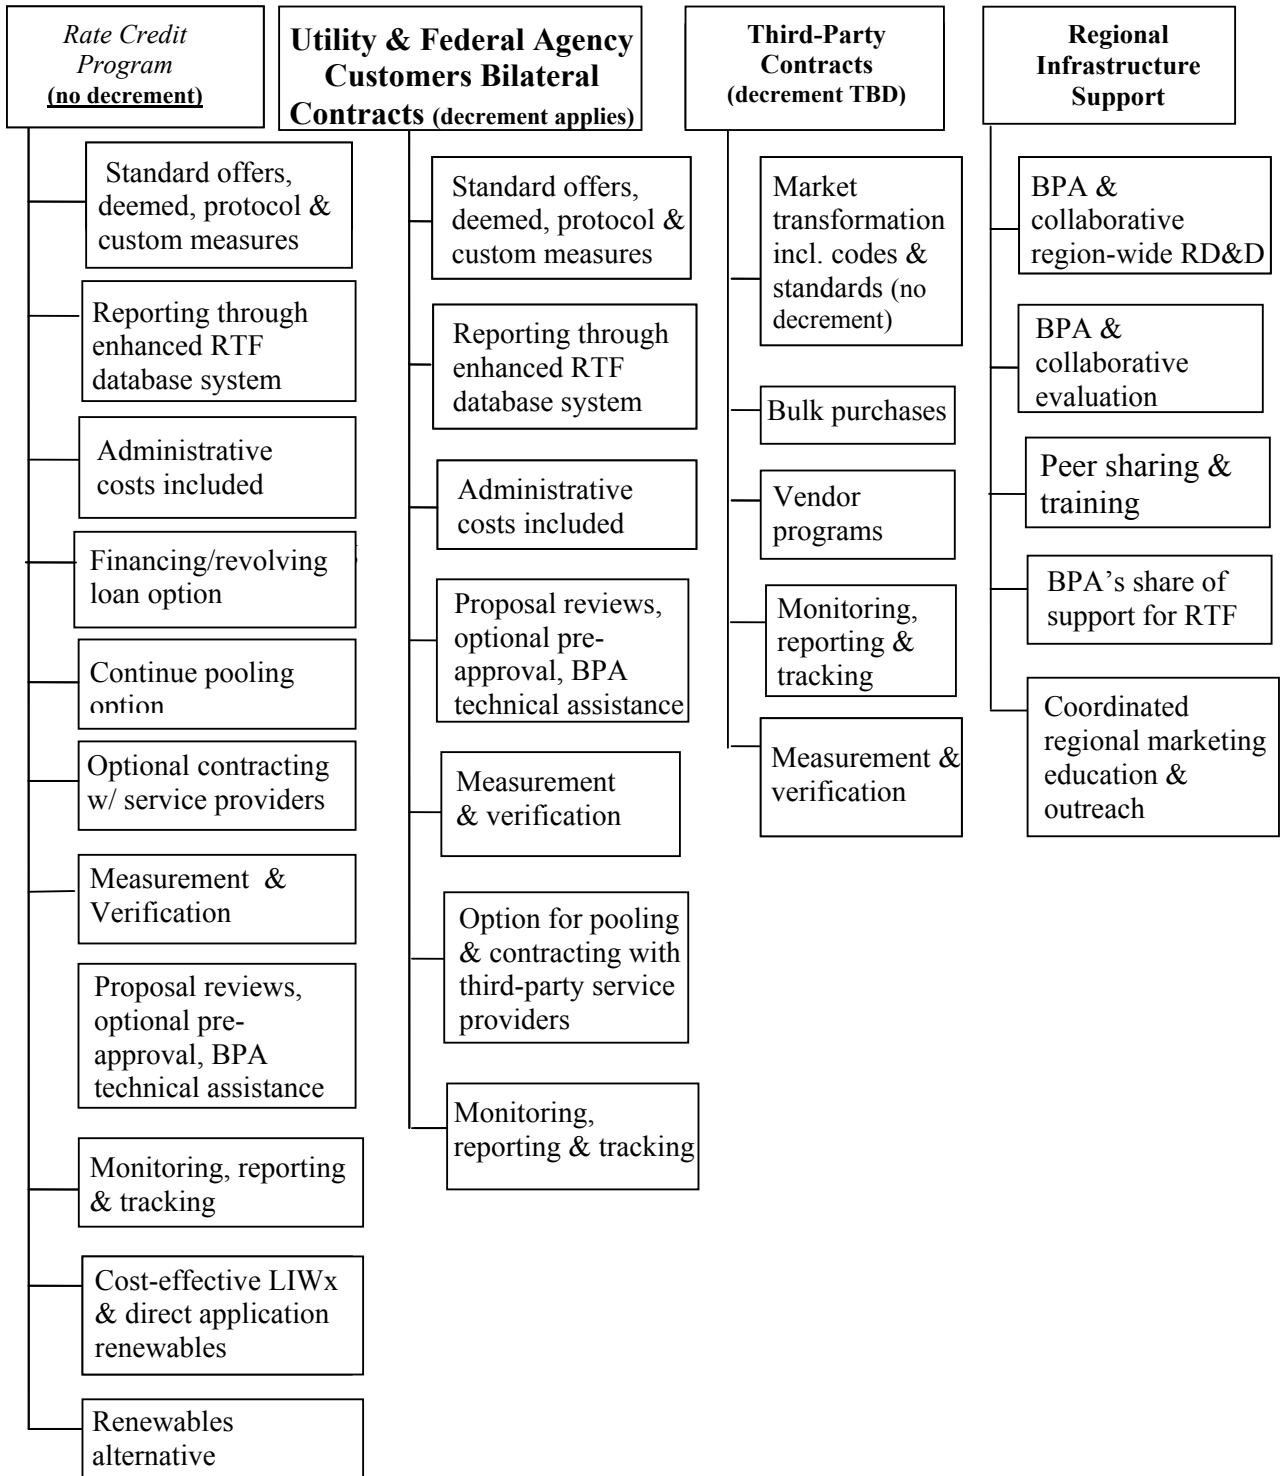 Rate Credit
Program
(no decrement)
Standard offers,
deemed, protocol &
custom measures
Reporting through
enhanced RTF
database system
Administrative
costs included
Financing/revolving
loan option
Continue pooling
option
Optional contracting
w/ service providers
Measurement &
Verification
Proposal reviews,
optional pre-
approval, BPA
technical assistance
Monitoring, reporting
& tracking
Cost-effective LIWx
& direct application
renewables
Renewables
alternative
Utility & Federal Agency
Customers Bilateral
Contracts (decrement applies)
Standard offers,
deemed, protocol &
custom measures
Reporting through
enhanced RTF
database system
Administrative
costs included
Proposal reviews,
optional pre-
approval, BPA
technical assistance
Measurement
& verification
Option for pooling
& contracting with
third-party service
providers
Monitoring,
reporting & tracking
Third-Party
Contracts
(decrement TBD)
Market
transformation
incl. codes &
standards (no
decrement)
Bulk purchases
Vendor
programs
Monitoring,
reporting &
tracking
Measurement &
verification
Regional
Infrastructure
Support
BPA &
collaborative
region-wide RD&D
BPA &
collaborative
evaluation
Peer sharing &
training
BPA's share of
support for RTF
Coordinated
regional marketing
education &
outreach